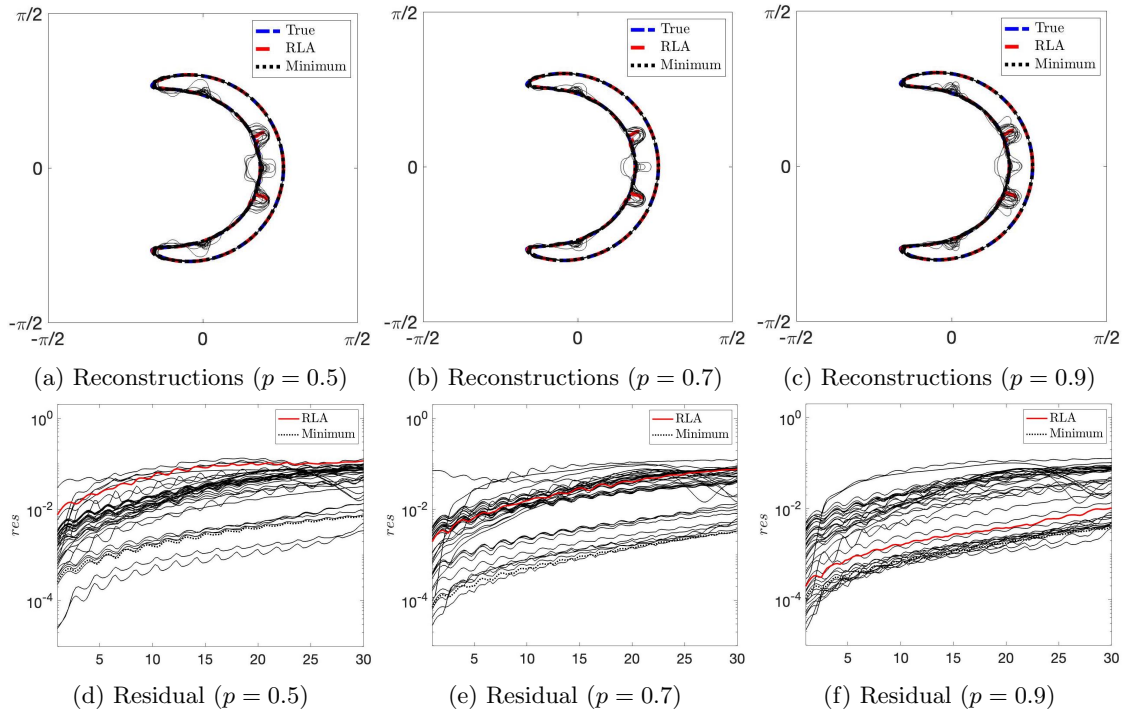 π/2
True
RLA
Minimum
0
-π/2
-π/2
0
π/2
π/2
True
RLA
Minimum
0
-π/2
-π/2
0
π/2
π/2
True
RLA
Minimum
0
-π/2
-π/2
0
π/2
(a) Reconstructions (p = 0.5)
(b) Reconstructions (p = 0.7)
(c) Reconstructions (p = 0.9)
10^0
10^-2
10^-4
res
RLA
Minimum
5 10 15 20 25 30
10^0
10^-2
10^-4
res
RLA
Minimum
5 10 15 20 25 30
10^0
10^-2
10^-4
res
RLA
Minimum
5 10 15 20 25 30
(d) Residual (p = 0.5)
(e) Residual (p = 0.7)
(f) Residual (p = 0.9)